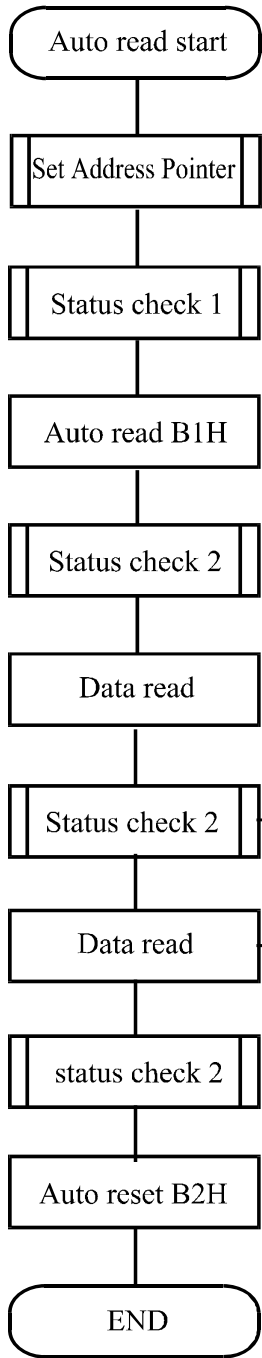 Auto read start
Set Address Pointer
Status check 1
Auto read B1H
Status check 2
Data read
Status check 2
Data read
status check 2
Auto reset B2H
END